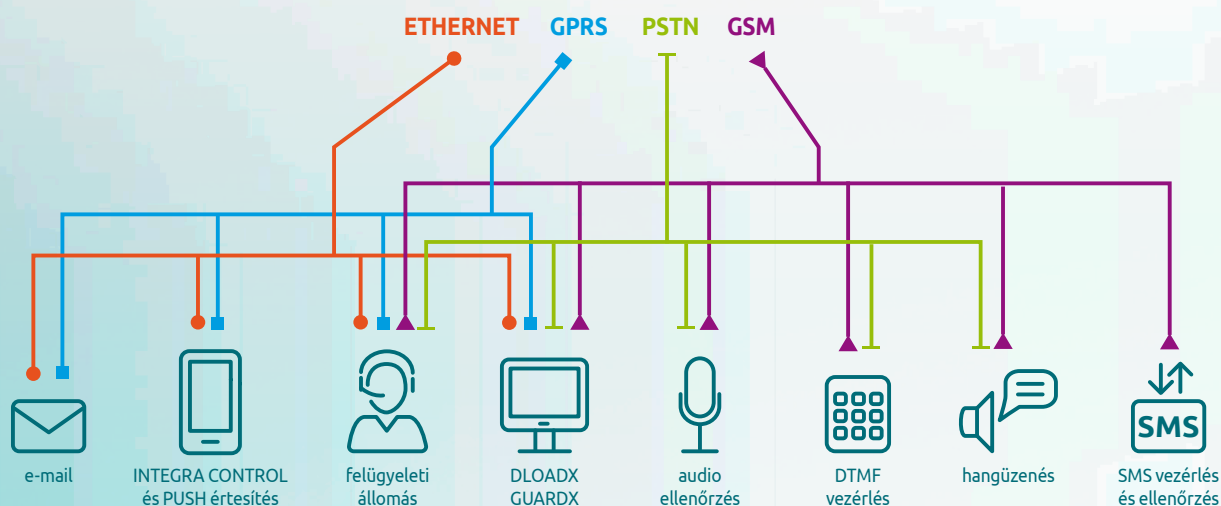 ETHERNET GPRS PSTN GSM
SMS
e-mail
INTEGRA CONTROL
és PUSH értesítés
felügyeleti
állomás
DLOADX
GUARDX
audio
ellenőrzés
DTMF
vezérlés
hangüzenés
SMS vezérlés
és ellenőrzés